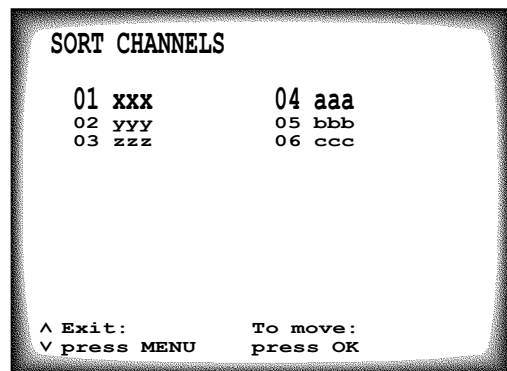 SORT CHANNELS
01 xxx 04 aaa
02 yyy 05 bbb
03 zzz 06 ccc
∧ Exit: To move:
∨ press MENU press OK